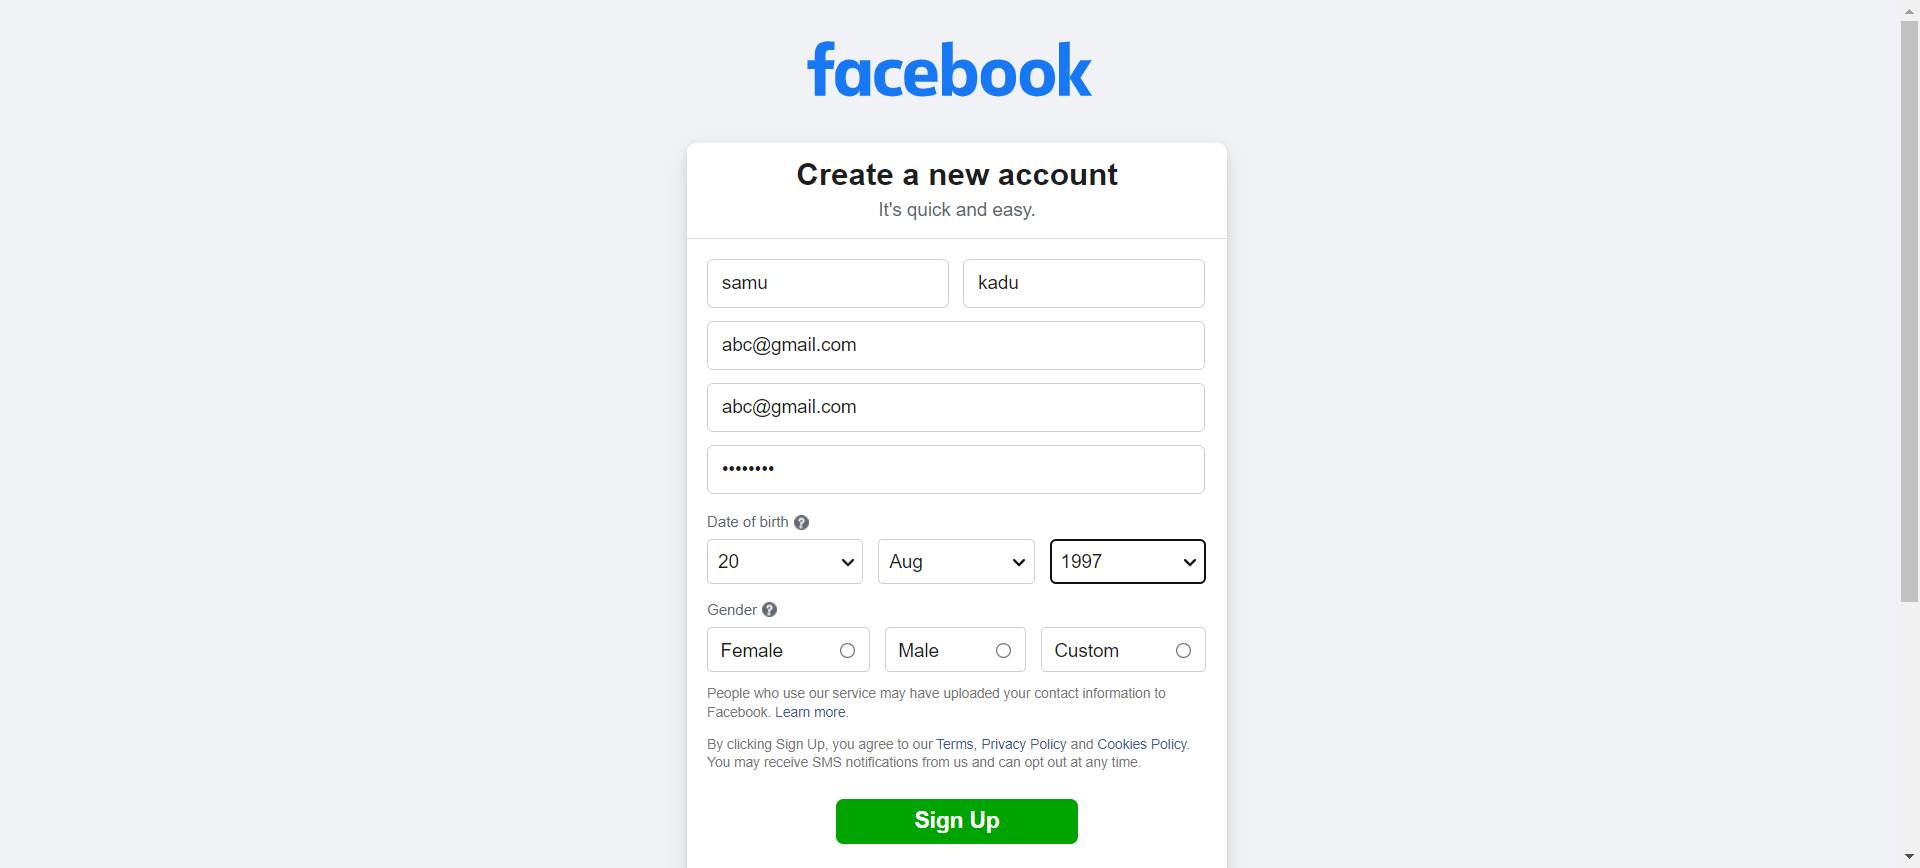 facebook
Create a new account
It's quick and easy.
samu kadu
abc@gmail.com
abc@gmail.com
••••••••
Date of birth ?
20 Aug 1997
Gender ?
Female Male Custom
People who use our service may have uploaded your contact information to
Facebook. Learn more.
By clicking Sign Up, you agree to our Terms, Privacy Policy and Cookies Policy.
You may receive SMS notifications from us and can opt out at any time.
Sign Up